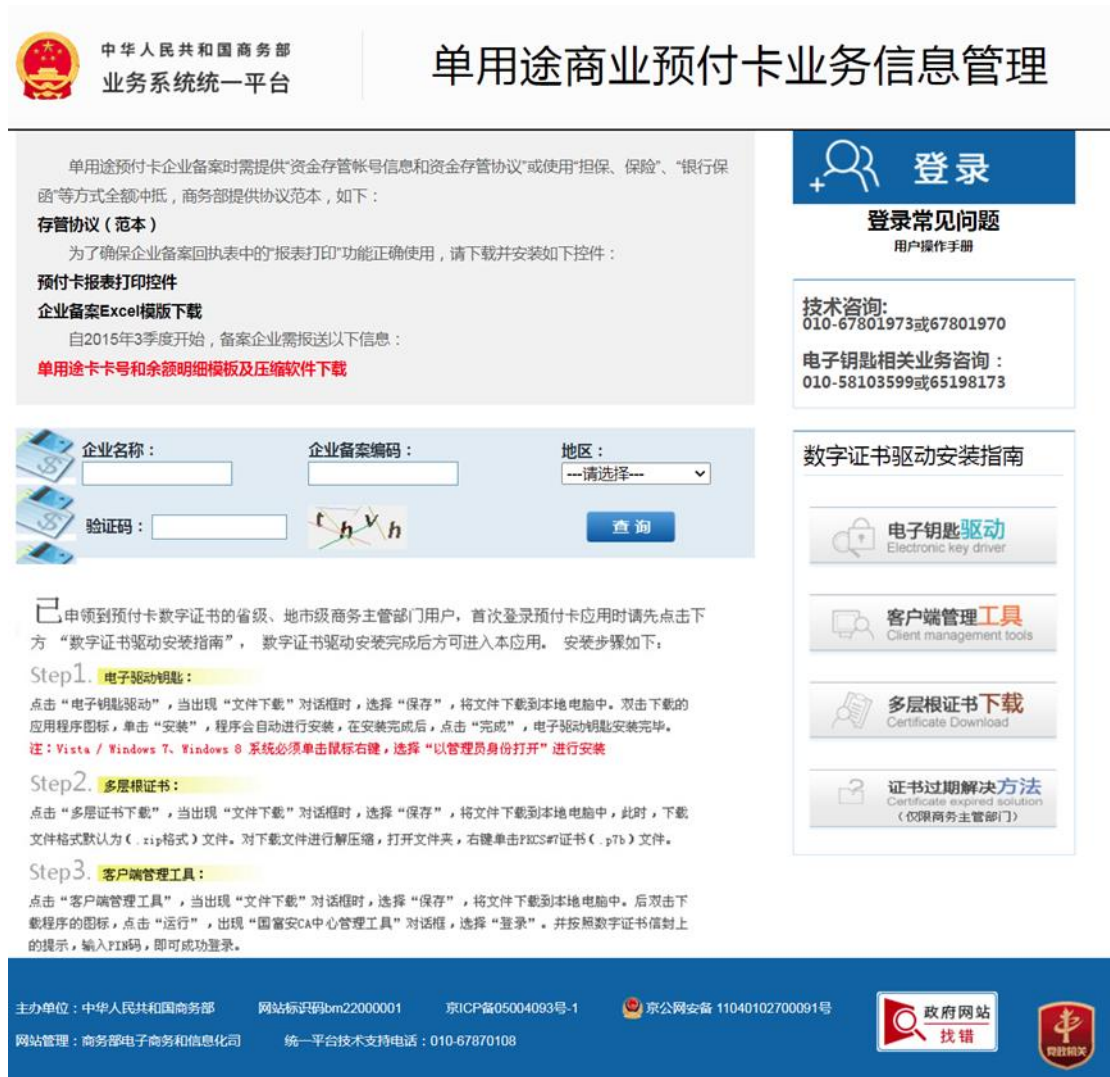 中华人民共和国商务部
业务系统统一平台
单用途商业预付卡业务信息管理
单用途预付卡企业备案时需提供“资金存管帐号信息和资金存管协议”或使用“担保、保险”、“银行保
函”等方式全额冲抵，商务部提供协议范本，如下：
存管协议（范本）
为了确保企业备案回执表中的“报表打印”功能正确使用，请下载并安装如下控件：
预付卡报表打印控件
企业备案Excel模版下载
自2015年3季度开始，备案企业需报送以下信息：
单用途卡卡号和余额明细模板及压缩软件下载
登录
登录常见问题
用户操作手册
技术咨询:
010-67801973或67801970
电子钥匙相关业务咨询：
010-58103599或65198173
企业名称：
企业备案编码：
地区：
---请选择---
验证码：
t h v h
查询
数字证书驱动安装指南
电子钥匙驱动
Electronic key driver
客户端管理工具
Client management tools
多层根证书下载
Certificate Download
证书过期解决方法
Certificate expired solution
（仅限商务主管部门）
已申领到预付卡数字证书的省级、地市级商务主管部门用户，首次登录预付卡应用时请先点击下
方 “数字证书驱动安装指南”， 数字证书驱动安装完成后方可进入本应用。 安装步骤如下：
Step1. 电子驱动钥匙：
点击“电子钥匙驱动”，当出现“文件下载”对话框时，选择“保存”，将文件下载到本地电脑中。双击下载的
应用程序图标，单击“安装”，程序会自动进行安装，在安装完成后，点击“完成”，电子驱动钥匙安装完毕。
注：Vista / Windows 7、Windows 8 系统必须单击鼠标右键，选择“以管理员身份打开”进行安装
Step2. 多层根证书：
点击“多层证书下载”，当出现“文件下载”对话框时，选择“保存”，将文件下载到本地电脑中，此时，下载
文件格式默认为(.zip格式)文件。对下载文件进行解压缩，打开文件夹，右键单击PKCS#7证书(.p7b)文件。
Step3. 客户端管理工具：
点击“客户端管理工具”，当出现“文件下载”对话框时，选择“保存”，将文件下载到本地电脑中。后双击下
载程序的图标，点击“运行”，出现“国富安CA中心管理工具”对话框，选择“登录”。并按照数字证书信封上
的提示，输入PIN码，即可成功登录。
主办单位：中华人民共和国商务部 网站标识码bm22000001 京ICP备05004093号-1 京公网安备 11040102700091号
网站管理：商务部电子商务和信息化司 统一平台技术支持电话：010-67870108
政府网站
找错
党政机关